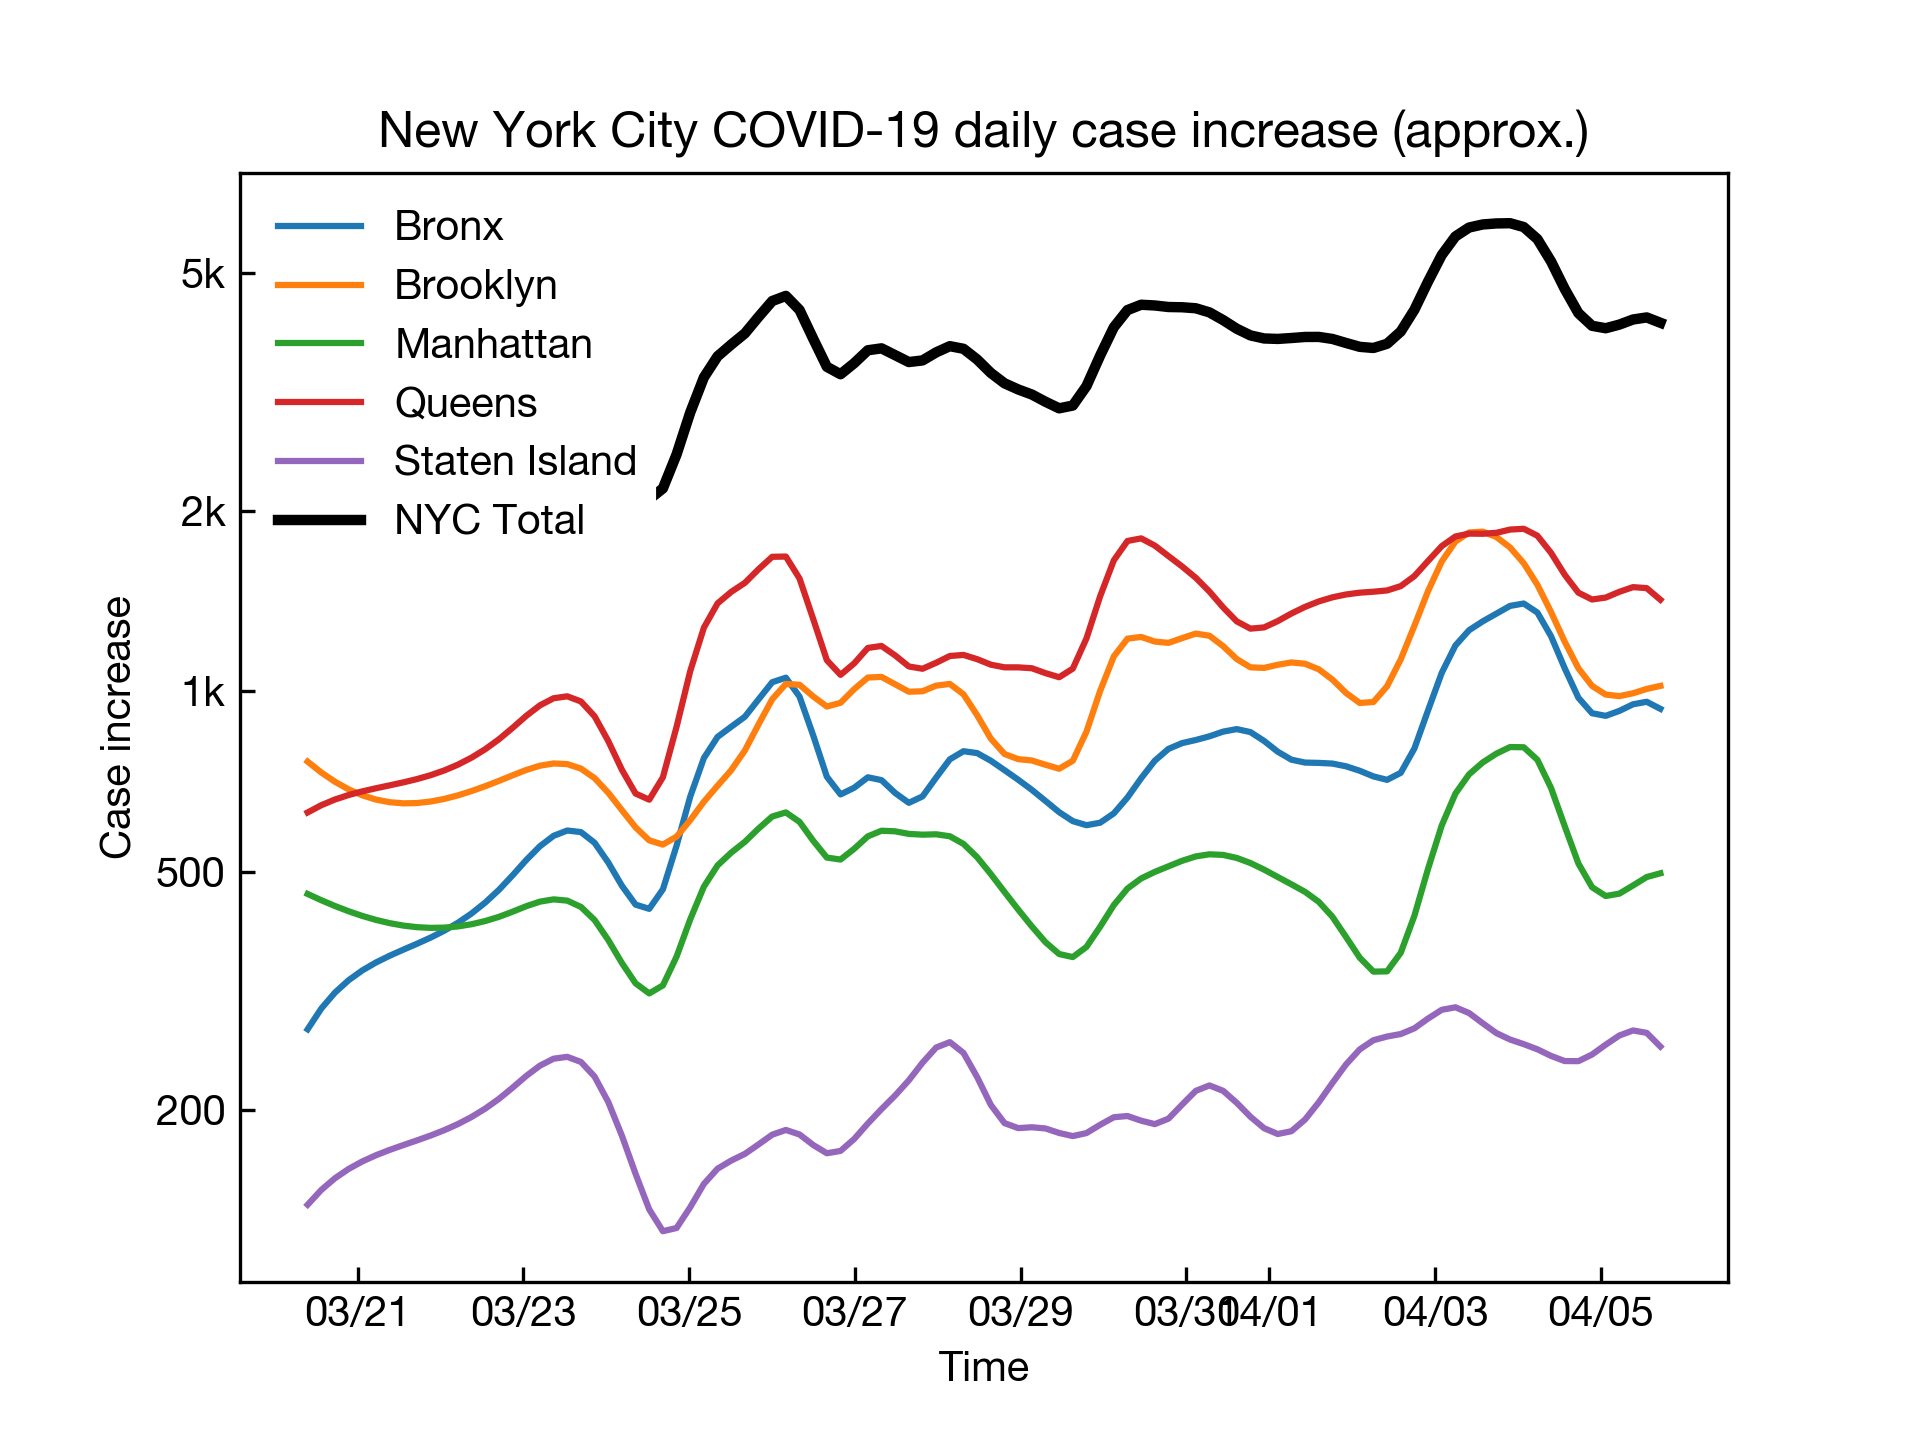 New York City COVID-19 daily case increase (approx.)
Bronx
Brooklyn
Manhattan
Queens
Staten Island
NYC Total
5k
2k
1k
500
200
Case increase
03/21 03/23 03/25 03/27 03/29 03/30 04/01 04/03 04/05
Time